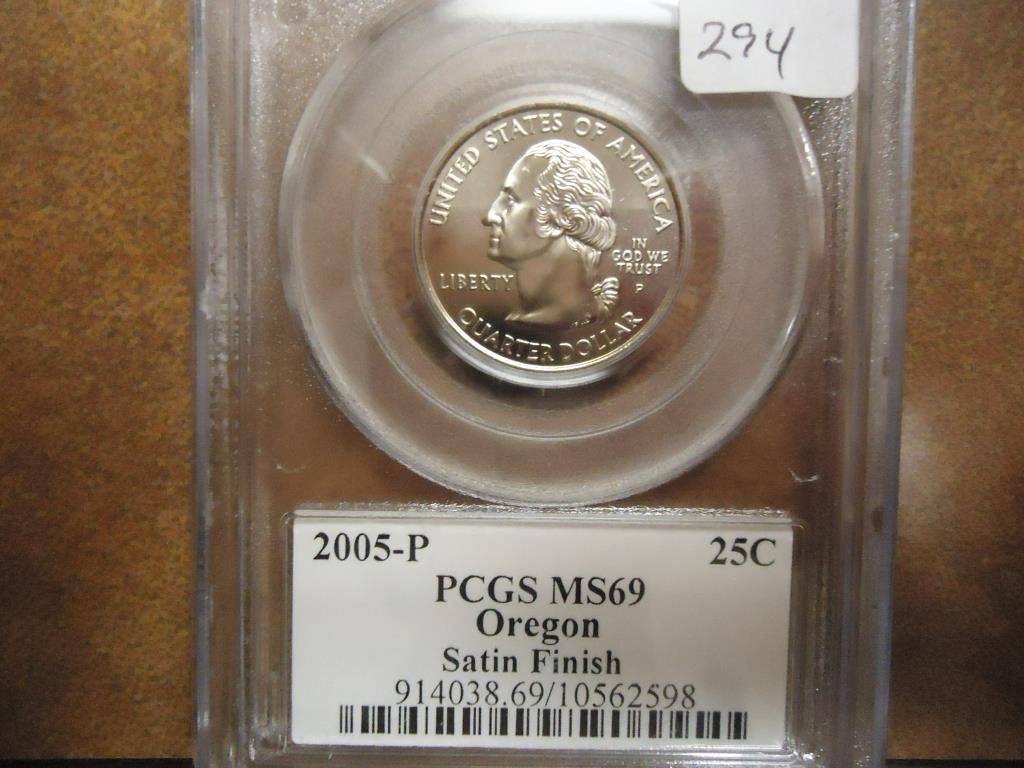 294
UNITED STATES OF AMERICA
IN
GOD WE
TRUST
LIBERTY
P
QUARTER DOLLAR
2005-P 25C
PCGS MS69
Oregon
Satin Finish
914038.69/10562598